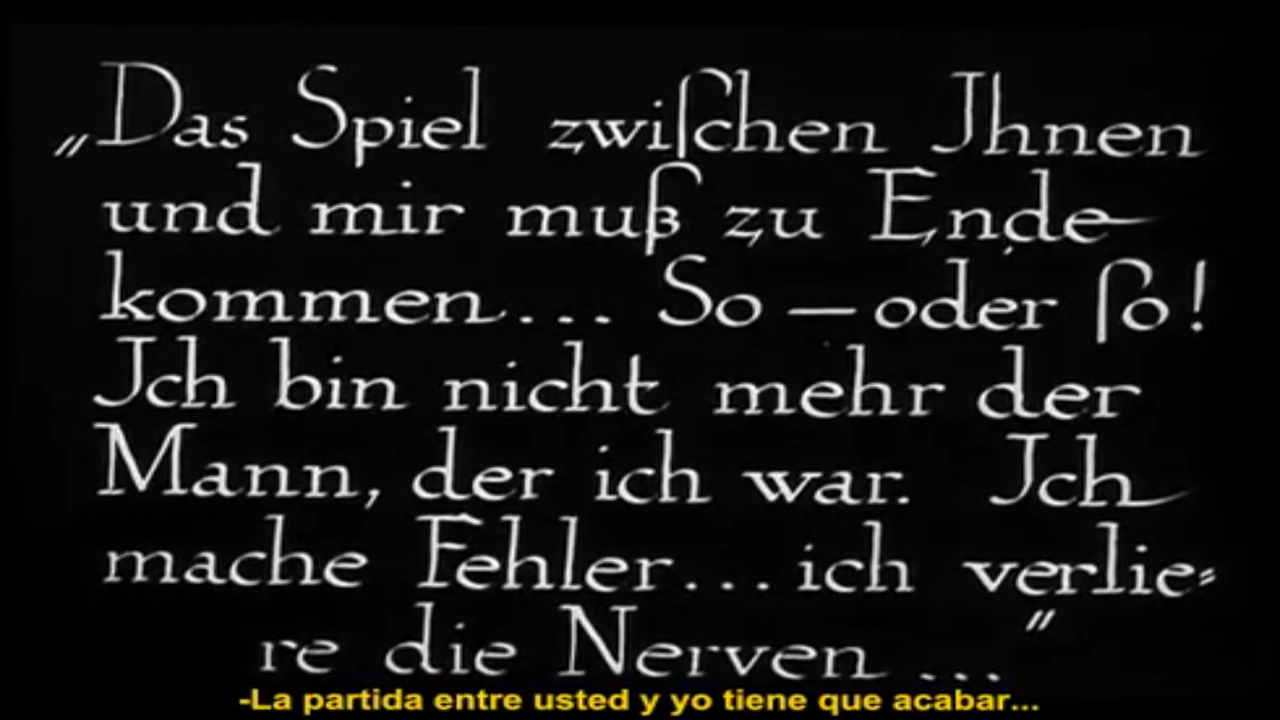 „Das Spiel zwiſchen Jhnen
und mir muß zu Ende
kommen... So — oder ſo!
Jch bin nicht mehr der
Mann, der ich war. Jch
mache Fehler... ich verlie⸗
re die Nerven ..."
-La partida entre usted y yo tiene que acabar...